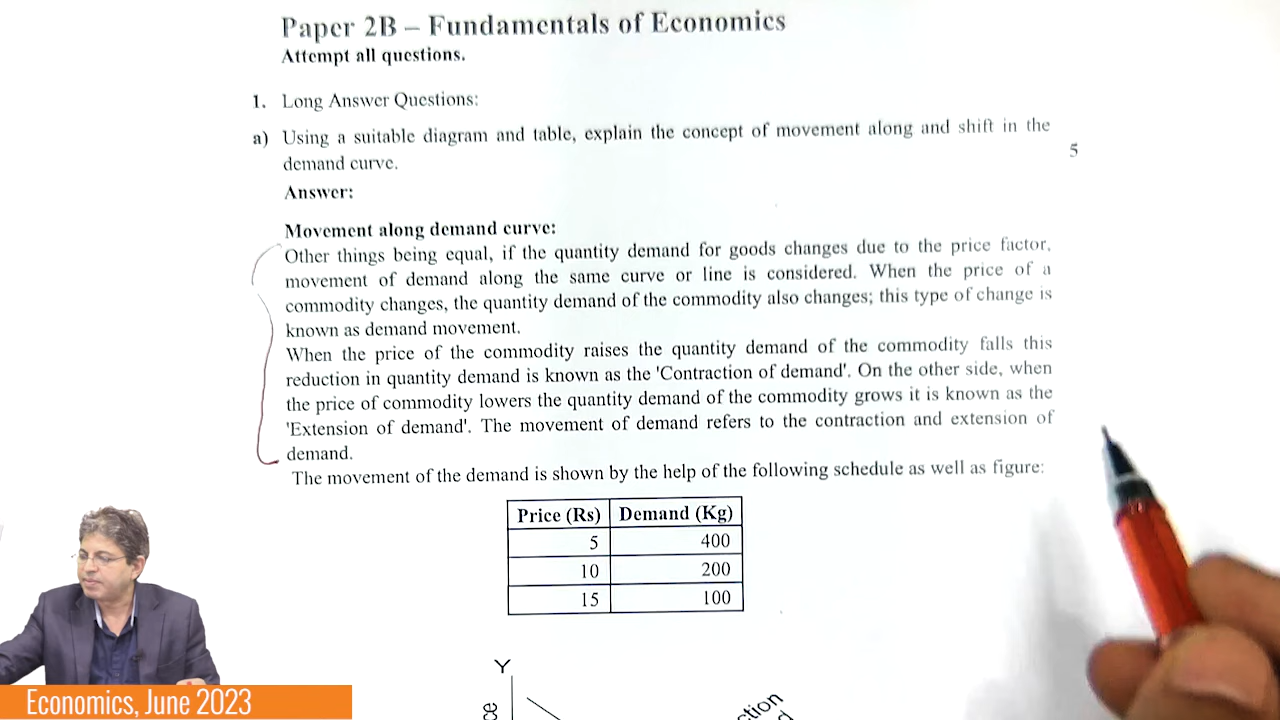 Paper 2B – Fundamentals of Economics
Attempt all questions.
1. Long Answer Questions:
a) Using a suitable diagram and table, explain the concept of movement along and shift in the
demand curve.
5
Answer:
Movement along demand curve:
Other things being equal, if the quantity demand for goods changes due to the price factor,
movement of demand along the same curve or line is considered. When the price of a
commodity changes, the quantity demand of the commodity also changes; this type of change is
known as demand movement.
When the price of the commodity raises the quantity demand of the commodity falls this
reduction in quantity demand is known as the 'Contraction of demand'. On the other side, when
the price of commodity lowers the quantity demand of the commodity grows it is known as the
'Extension of demand'. The movement of demand refers to the contraction and extension of
demand.
The movement of the demand is shown by the help of the following schedule as well as figure:
Price (Rs) Demand (Kg)
5 400
10 200
15 100
Y
Economics, June 2023